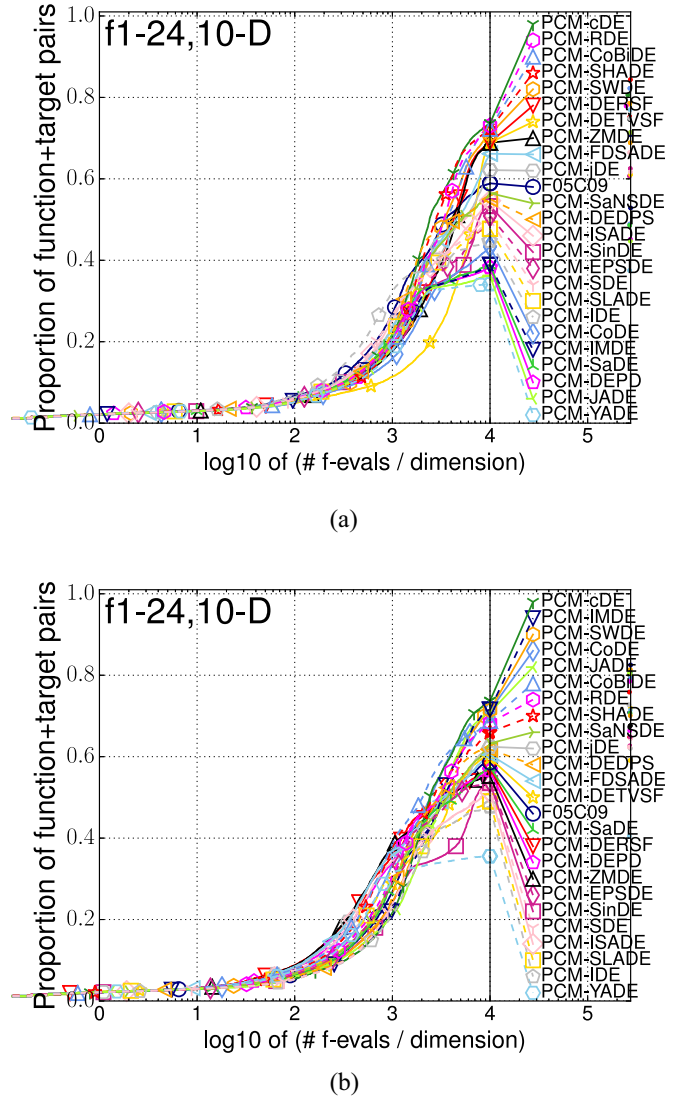 f1-24,10-D
Proportion of function+target pairs
1.0
0.8
0.6
0.4
0.2
0.0
0 1 2 3 4 5
log10 of (# f-evals / dimension)
PCM-cDE
PCM-RDE
PCM-CoBiDE
PCM-SHADE
PCM-SWDE
PCM-DERSF
PCM-DETVSF
PCM-ZMDE
PCM-FDSADE
PCM-jDE
F05C09
PCM-SaNSDE
PCM-DEDPS
PCM-ISADE
PCM-SinDE
PCM-EPSDE
PCM-SDE
PCM-SLADE
PCM-IDE
PCM-CoDE
PCM-IMDE
PCM-SaDE
PCM-DEPD
PCM-JADE
PCM-YADE
(a)
f1-24,10-D
Proportion of function+target pairs
1.0
0.8
0.6
0.4
0.2
0.0
0 1 2 3 4 5
log10 of (# f-evals / dimension)
PCM-cDE
PCM-IMDE
PCM-SWDE
PCM-CoDE
PCM-JADE
PCM-CoBiDE
PCM-RDE
PCM-SHADE
PCM-SaNSDE
PCM-jDE
PCM-DEDPS
PCM-FDSADE
PCM-DETVSF
F05C09
PCM-SaDE
PCM-DERSF
PCM-DEPD
PCM-ZMDE
PCM-EPSDE
PCM-SinDE
PCM-SDE
PCM-ISADE
PCM-SLADE
PCM-IDE
PCM-YADE
(b)